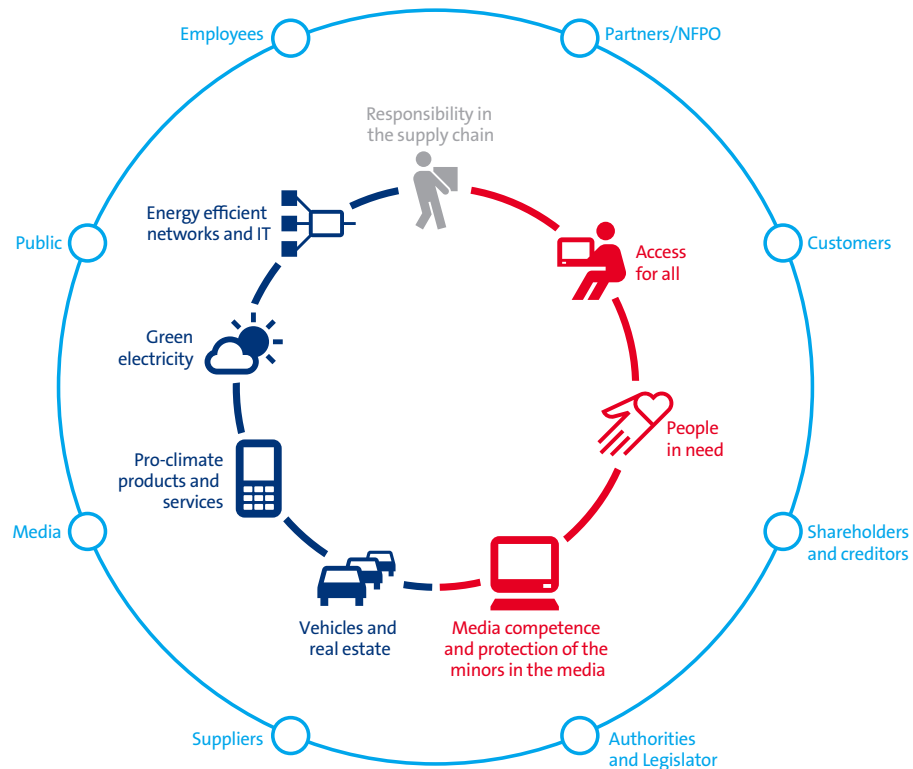 Employees
Partners/NFPO
Responsibility in
the supply chain
Energy efficient
networks and IT
Public
Access
for all
Customers
Green
electricity
People
in need
Pro-climate
products and
services
Media
Shareholders
and creditors
Vehicles and
real estate
Media competence
and protection of the
minors in the media
Suppliers
Authorities
and Legislator